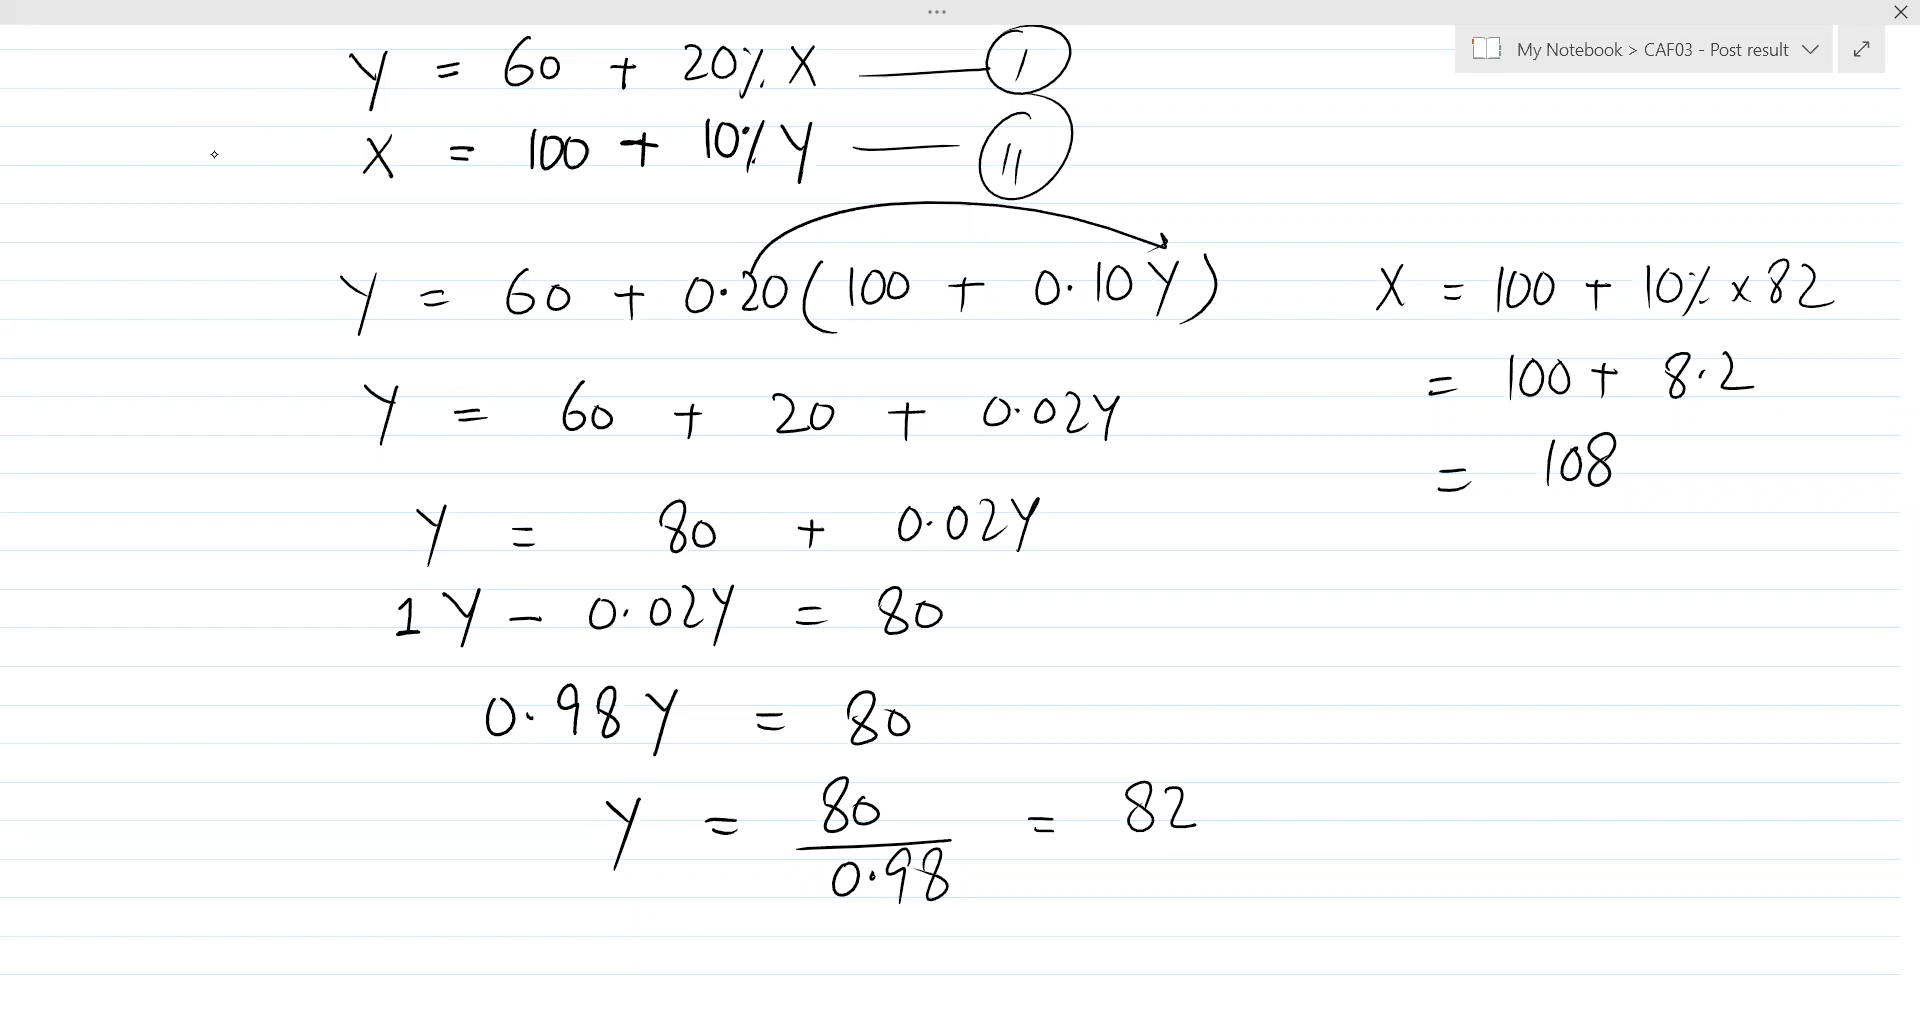 My Notebook > CAF03 - Post result
Y = 60 + 20% X — I
X = 100 + 10% Y — II
Y = 60 + 0.20 (100 + 0.10Y)
Y = 60 + 20 + 0.02Y
Y = 80 + 0.02Y
1Y - 0.02Y = 80
0.98Y = 80
Y = 80/0.98 = 82
X = 100 + 10% x 82
= 100 + 8.2
= 108